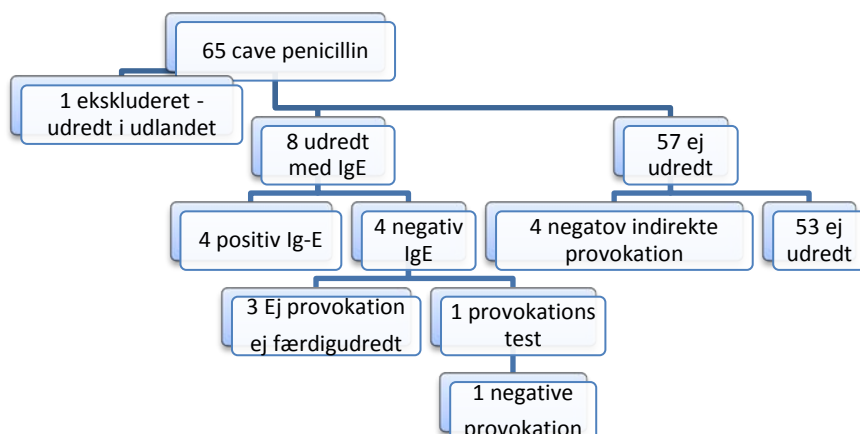 65 cave penicillin
1 ekskluderet -
udredt i udlandet
8 udredt
med IgE
57 ej
udredt
4 positiv Ig-E
4 negativ
IgE
4 negatov indirekte
provokation
53 ej
udredt
3 Ej provokation
ej færdigudredt
1 provokations
test
1 negative
provokation